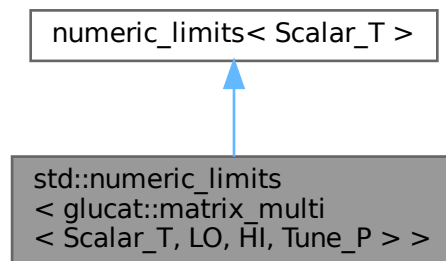 numeric_limits< Scalar_T >
std::numeric_limits
< glucat::matrix_multi
< Scalar_T, LO, HI, Tune_P > >